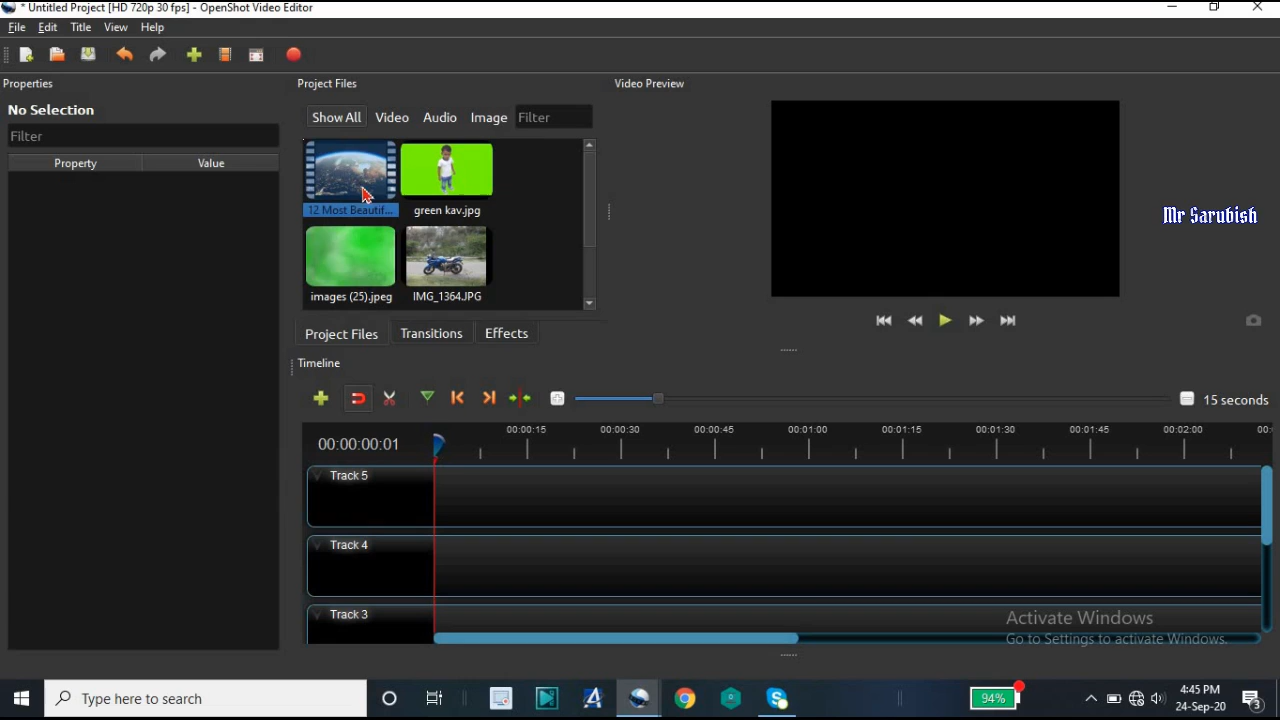 * Untitled Project [HD 720p 30 fps] - OpenShot Video Editor
File Edit Title View Help
Properties
Project Files
Video Preview
No Selection
Filter
Property Value
Show All Video Audio Image Filter
12 Most Beautif...
green kav.jpg
images (25).jpeg
IMG_1364.JPG
Mr Sarubish
Project Files Transitions Effects
Timeline
15 seconds
00:00:00:01
00:00:15 00:00:30 00:00:45 00:01:00 00:01:15 00:01:30 00:01:45 00:02:00 00:
Track 5
Track 4
Track 3
Activate Windows
Go to Settings to activate Windows.
Type here to search
94%
4:45 PM
24-Sep-20
3